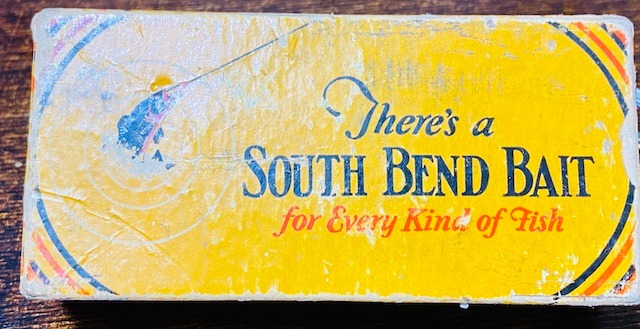 There's a
SOUTH BEND BAIT
for Every Kind of Fish